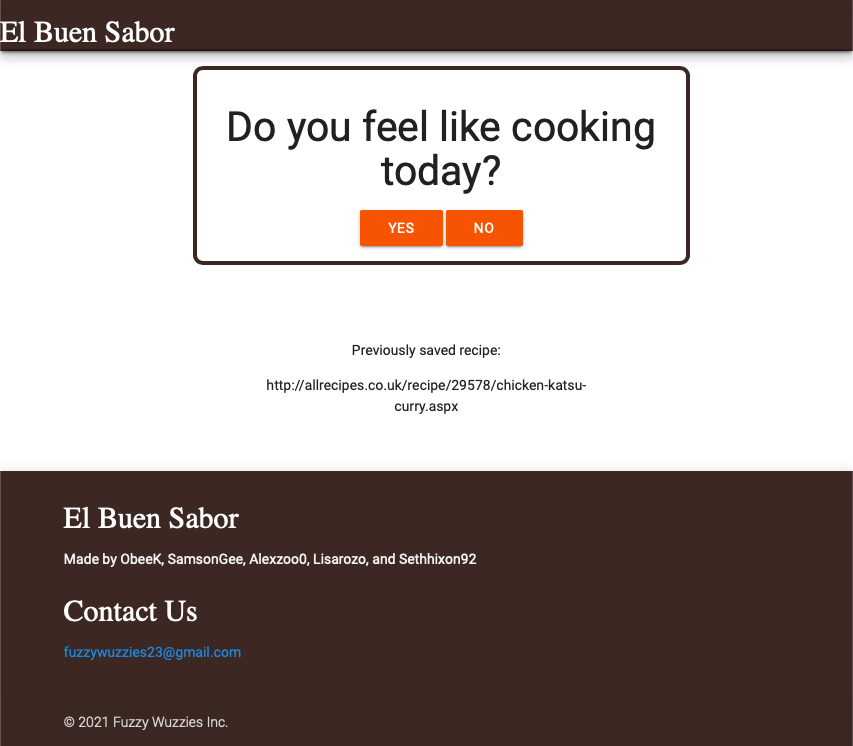 El Buen Sabor
Do you feel like cooking
today?
YES NO
Previously saved recipe:
http://allrecipes.co.uk/recipe/29578/chicken-katsu-
curry.aspx
El Buen Sabor
Made by ObeeK, SamsonGee, Alexzoo0, Lisarozo, and Sethhixon92
Contact Us
fuzzywuzzies23@gmail.com
© 2021 Fuzzy Wuzzies Inc.